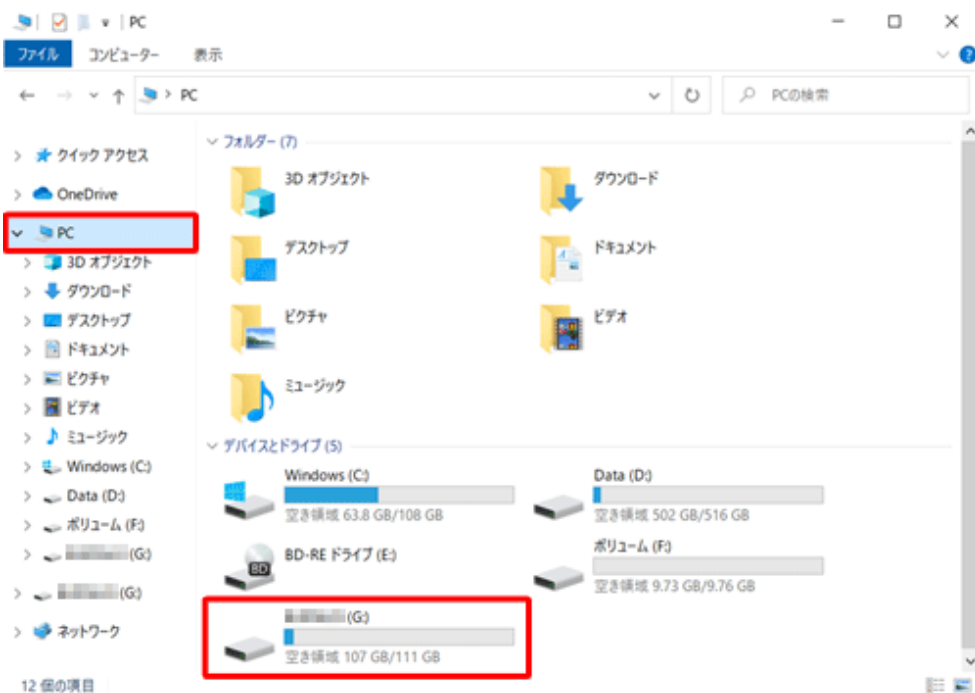 PC
ファイル コンピューター 表示
PC PCの検索
クイック アクセス
OneDrive
PC
3D オブジェクト
ダウンロード
デスクトップ
ドキュメント
ピクチャ
ビデオ
ミュージック
Windows (C:)
Data (D:)
ボリューム (F:)
(G:)
(G:)
ネットワーク
フォルダー (7)
3D オブジェクト
ダウンロード
デスクトップ
ドキュメント
ピクチャ
ビデオ
ミュージック
デバイスとドライブ (5)
Windows (C:)
空き領域 63.8 GB/108 GB
Data (D:)
空き領域 502 GB/516 GB
BD-RE ドライブ (E:)
BD
ボリューム (F:)
空き領域 9.73 GB/9.76 GB
(G:)
空き領域 107 GB/111 GB
12 個の項目